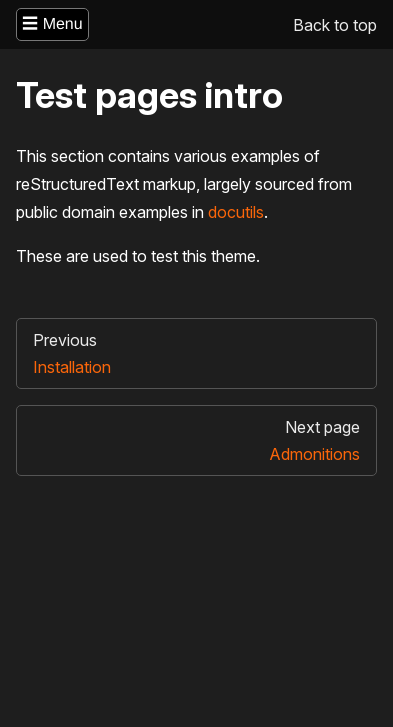 ☰ Menu
Back to top
Test pages intro
This section contains various examples of
reStructuredText markup, largely sourced from
public domain examples in docutils.
These are used to test this theme.
Previous
Installation
Next page
Admonitions